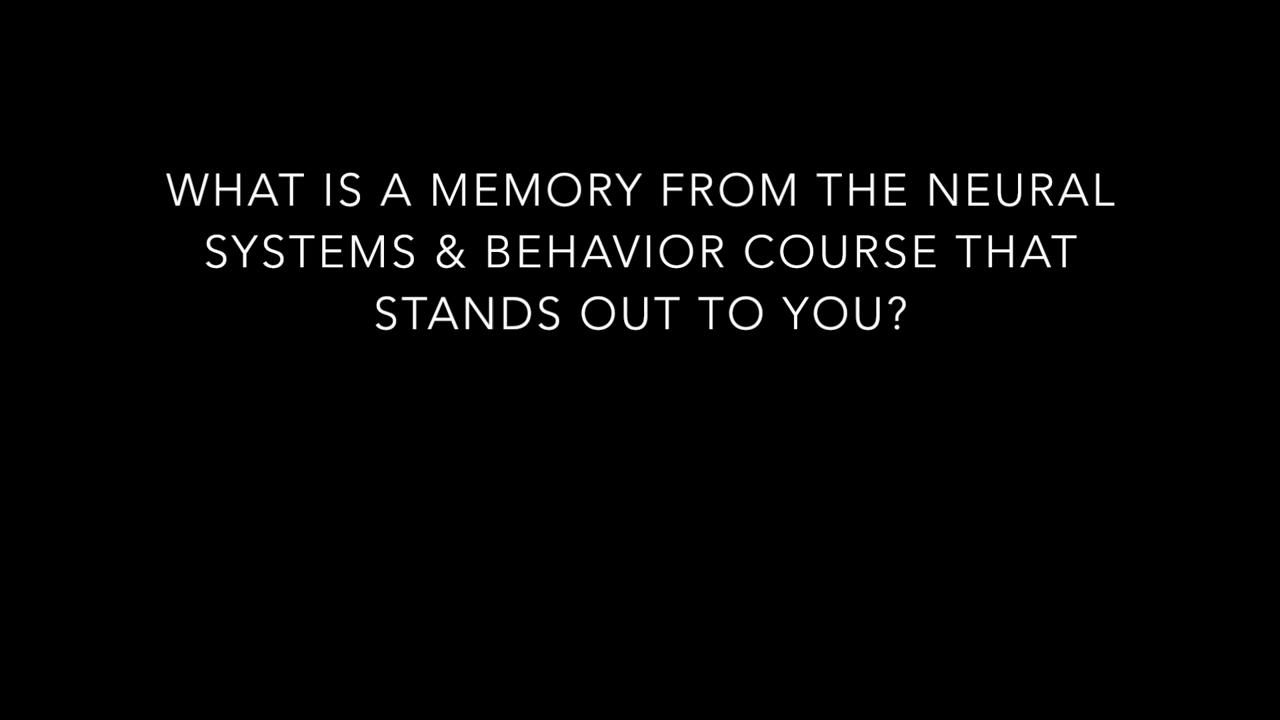 WHAT IS A MEMORY FROM THE NEURAL
SYSTEMS & BEHAVIOR COURSE THAT
STANDS OUT TO YOU?